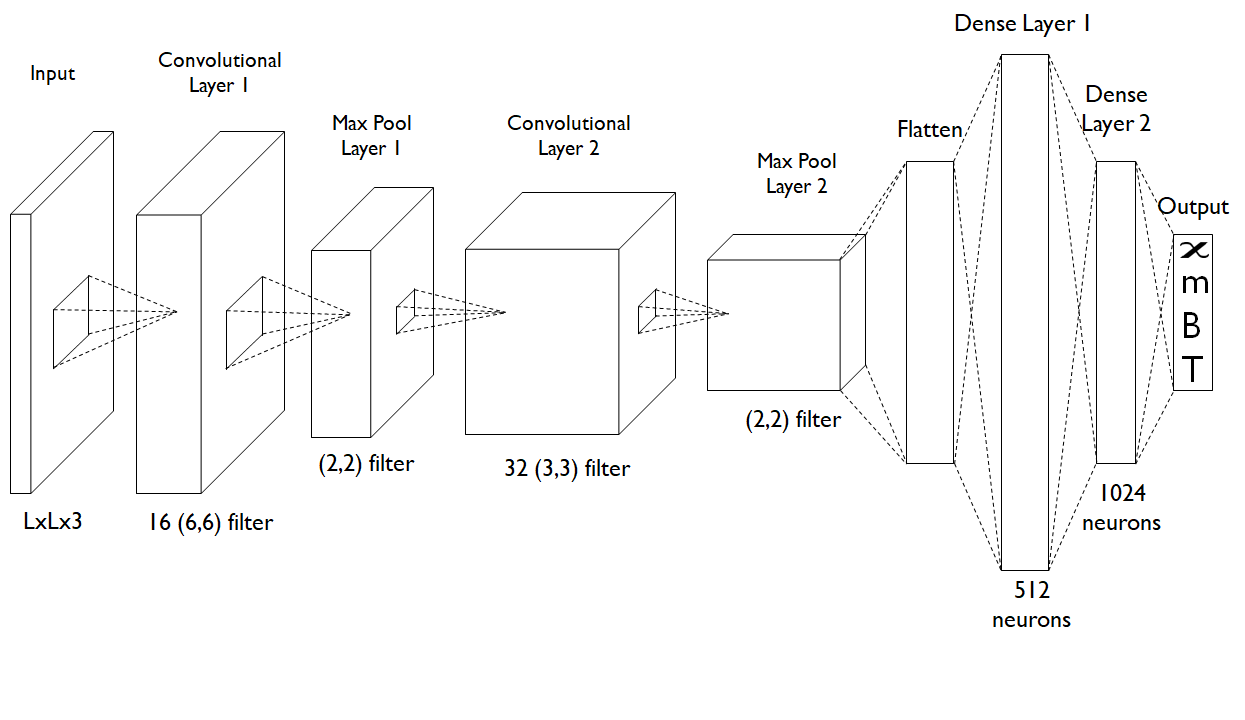 Input
LxLx3
Convolutional
Layer 1
16 (6,6) filter
Max Pool
Layer 1
(2,2) filter
Convolutional
Layer 2
32 (3,3) filter
Max Pool
Layer 2
(2,2) filter
Flatten
Dense Layer 1
512
neurons
Dense
Layer 2
1024
neurons
Output
ϰ
m
B
T